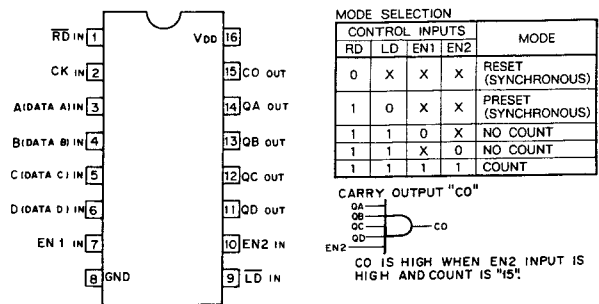 R̅D̅ IN 1
CK IN 2
A(DATA A)IN 3
B(DATA B) IN 4
C(DATA C) IN 5
D(DATA D) IN 6
EN 1 IN 7
8 GND
VDD 16
15 CO OUT
14 QA OUT
13 QB OUT
12 QC OUT
11 QD OUT
10 EN2 IN
9 L̅D̅ IN
MODE SELECTION
CONTROL INPUTS MODE
RD LD EN1 EN2
0 X X X RESET
(SYNCHRONOUS)
1 0 X X PRESET
(SYNCHRONOUS)
1 1 0 X NO COUNT
1 1 X 0 NO COUNT
1 1 1 1 COUNT
CARRY OUTPUT "CO"
QA
QB
QC
QD
EN2
CO
CO IS HIGH WHEN EN2 INPUT IS
HIGH AND COUNT IS "15".